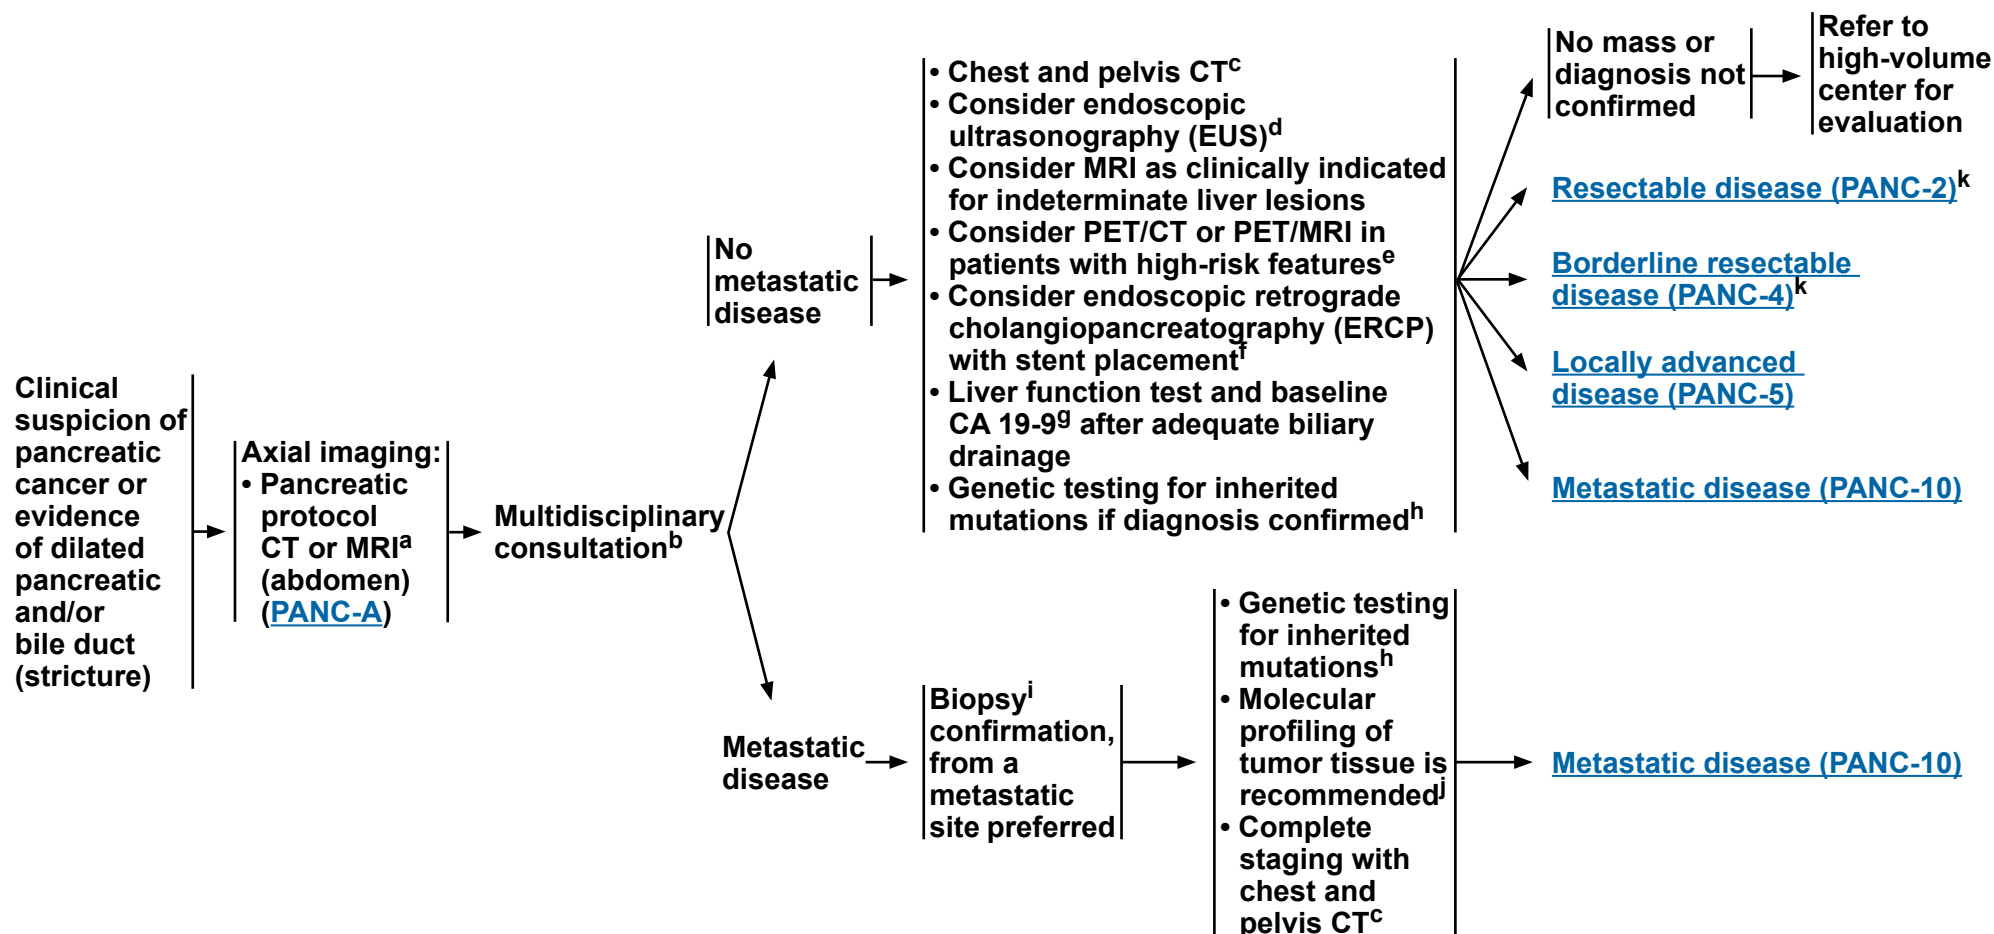 Clinical
suspicion of
pancreatic
cancer or
evidence
of dilated
pancreatic
and/or
bile duct
(stricture)
Axial imaging:
• Pancreatic
protocol
CT or MRIa
(abdomen)
(PANC-A)
Multidisciplinary
consultationb
No
metastatic
disease
• Chest and pelvis CTc
• Consider endoscopic
ultrasonography (EUS)d
• Consider MRI as clinically indicated
for indeterminate liver lesions
• Consider PET/CT or PET/MRI in
patients with high-risk featurese
• Consider endoscopic retrograde
cholangiopancreatography (ERCP)
with stent placementf
• Liver function test and baseline
CA 19-9g after adequate biliary
drainage
• Genetic testing for inherited
mutations if diagnosis confirmedh
No mass or
diagnosis not
confirmed
Refer to
high-volume
center for
evaluation
Resectable disease (PANC-2)k
Borderline resectable
disease (PANC-4)k
Locally advanced
disease (PANC-5)
Metastatic disease (PANC-10)
Metastatic
disease
Biopsyi
confirmation,
from a
metastatic
site preferred
• Genetic testing
for inherited
mutationsh
• Molecular
profiling of
tumor tissue is
recommendedj
• Complete
staging with
chest and
pelvis CTc
Metastatic disease (PANC-10)